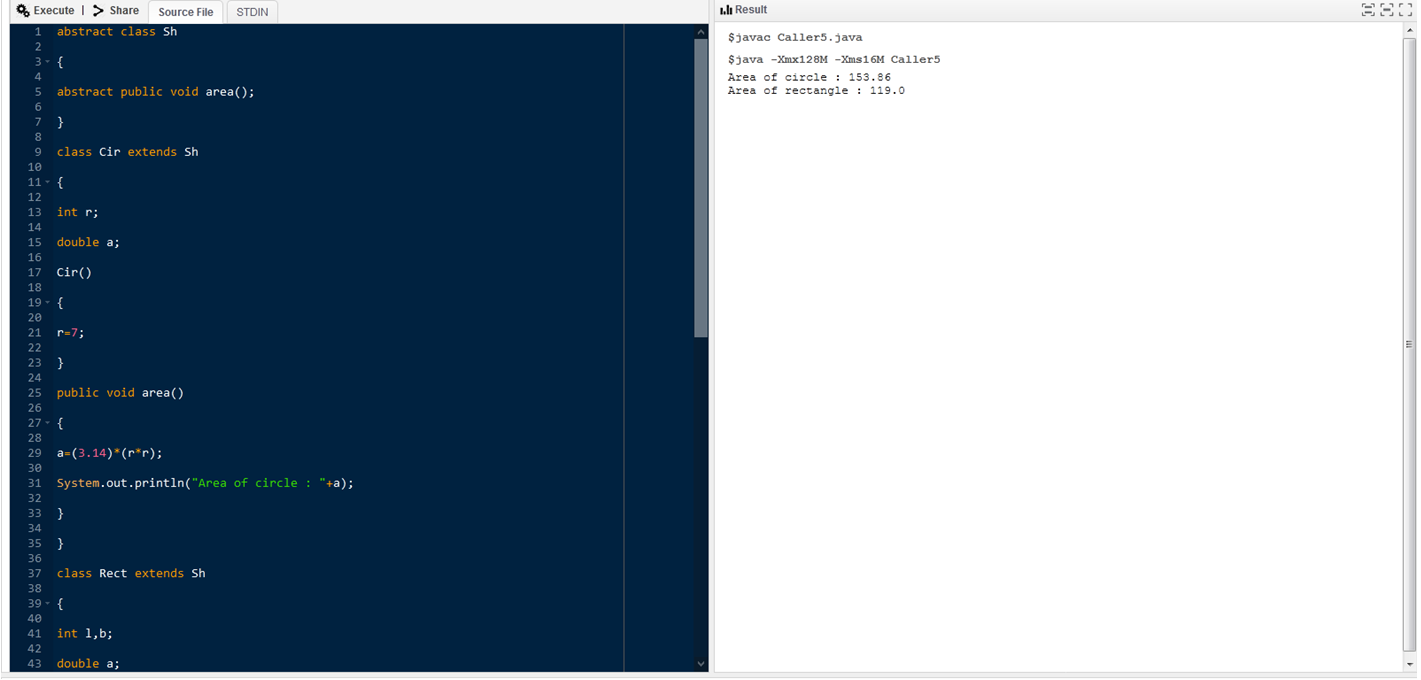 Execute | Share Source File STDIN
1 abstract class Sh
2
3 {
4
5 abstract public void area();
6
7 }
8
9 class Cir extends Sh
10
11 {
12
13 int r;
14
15 double a;
16
17 Cir()
18
19 {
20
21 r=7;
22
23 }
24
25 public void area()
26
27 {
28
29 a=(3.14)*(r*r);
30
31 System.out.println("Area of circle : "+a);
32
33 }
34
35 }
36
37 class Rect extends Sh
38
39 {
40
41 int l,b;
42
43 double a;
Result
$javac Caller5.java
$java -Xmx128M -Xms16M Caller5
Area of circle : 153.86
Area of rectangle : 119.0